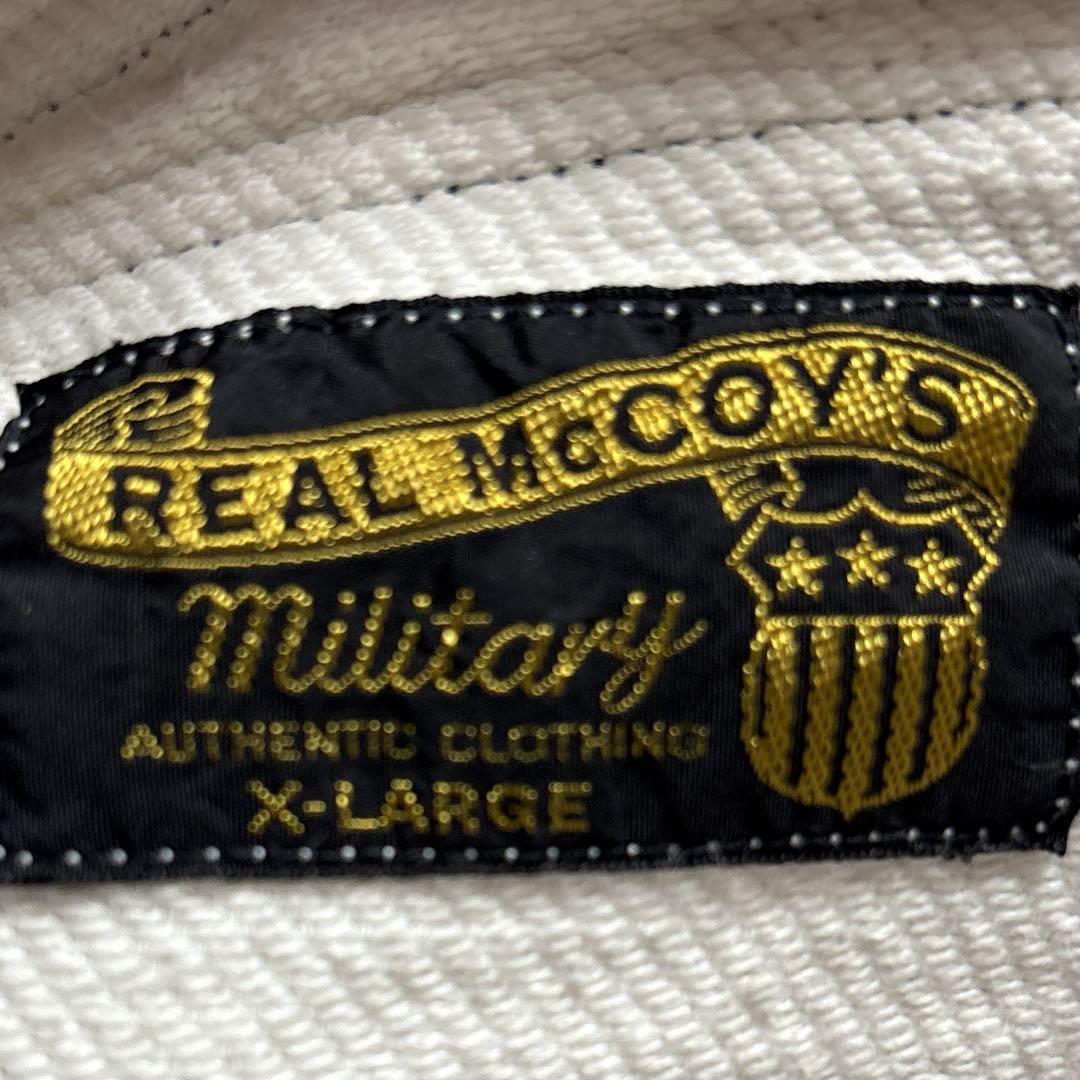 REAL McCOY'S
Military
AUTHENTIC CLOTHING
X-LARGE